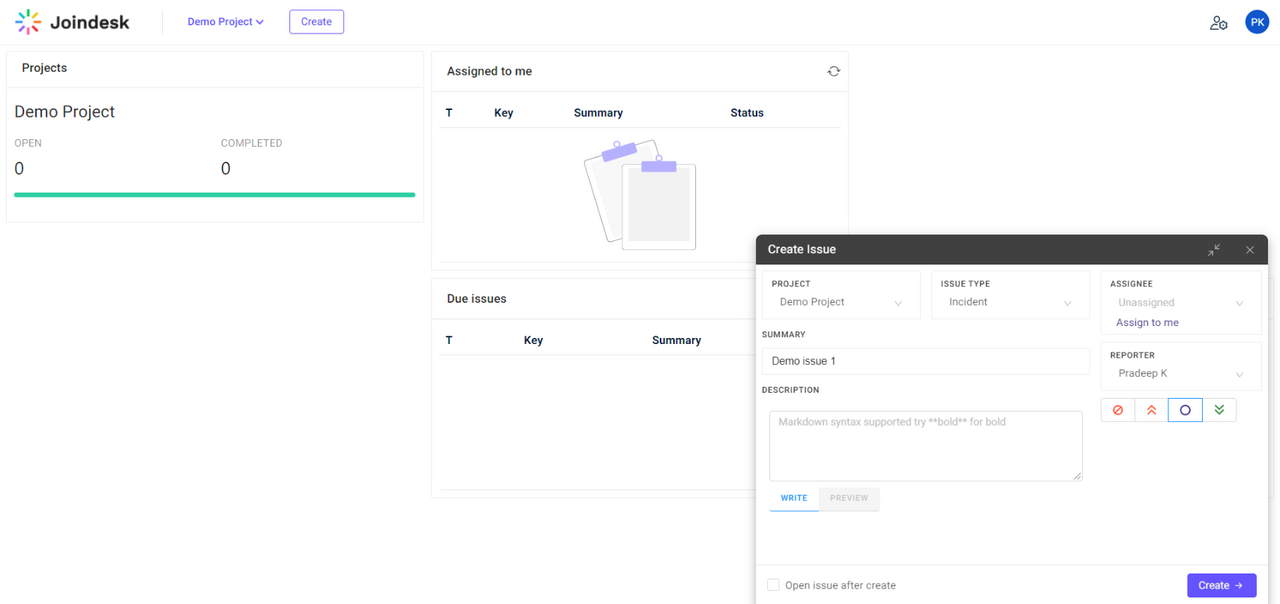 Joindesk
Demo Project
Create
PK
Projects
Demo Project
OPEN COMPLETED
0 0
Assigned to me
T Key Summary Status
Due issues
T Key Summary
Create Issue
PROJECT
Demo Project
ISSUE TYPE
Incident
ASSIGNEE
Unassigned
Assign to me
SUMMARY
Demo issue 1
REPORTER
Pradeep K
DESCRIPTION
Markdown syntax supported try **bold** for bold
WRITE PREVIEW
Open issue after create
Create